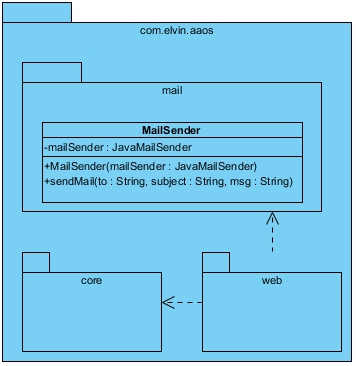 com.elvin.aaos
mail
MailSender
-mailSender : JavaMailSender
+MailSender(mailSender : JavaMailSender)
+sendMail(to : String, subject : String, msg : String)
core
web